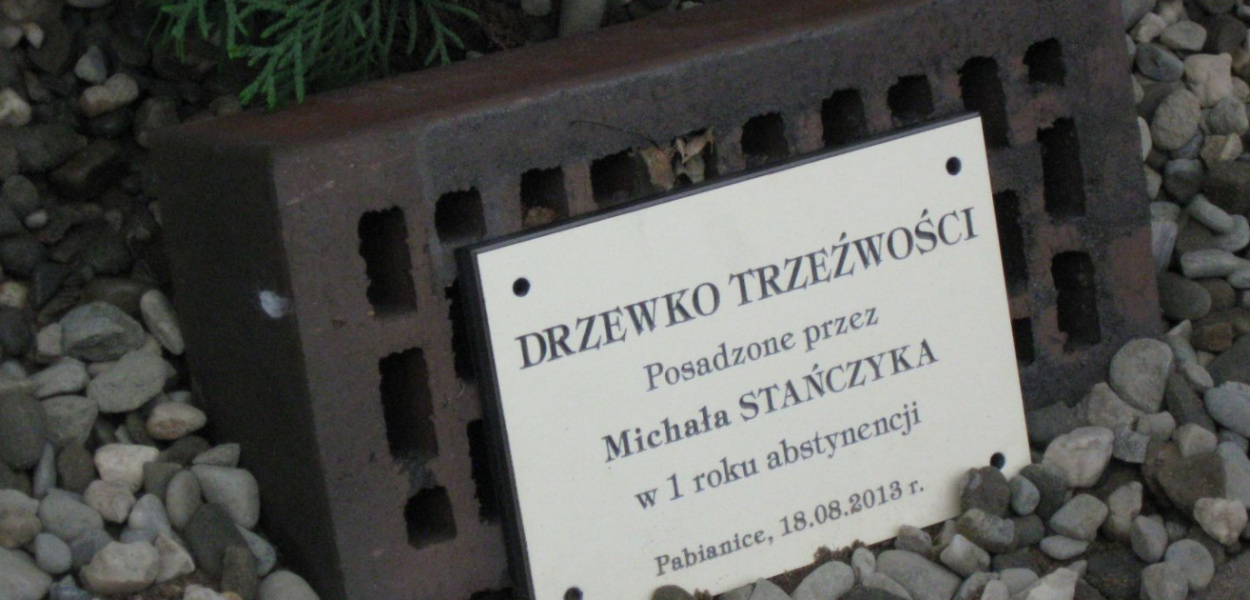 DRZEWKO TRZEŹWOŚCI
Posadzone przez
Michała STAŃCZYKA
w 1 roku abstynencji
Pabianice, 18.08.2013 r.